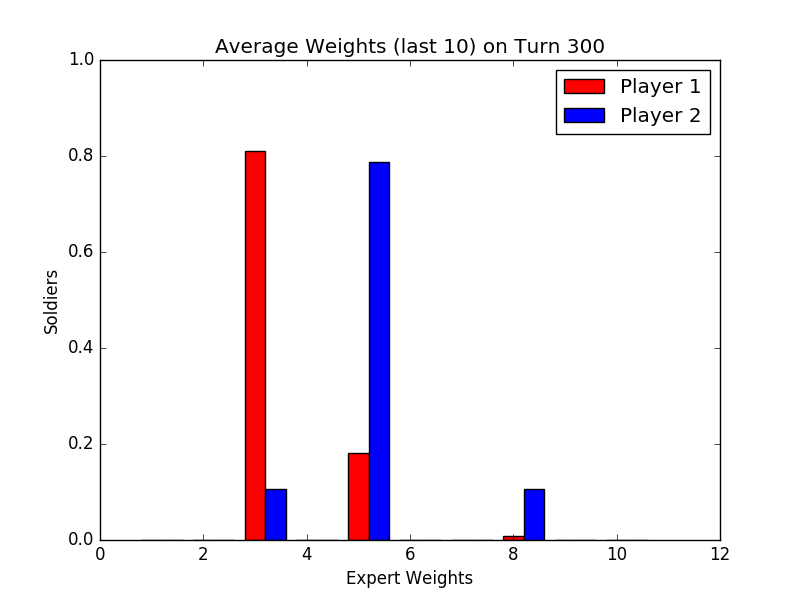 Average Weights (last 10) on Turn 300
1.0
0.8
0.6
0.4
0.2
0.0
Soldiers
Player 1
Player 2
0 2 4 6 8 10 12
Expert Weights